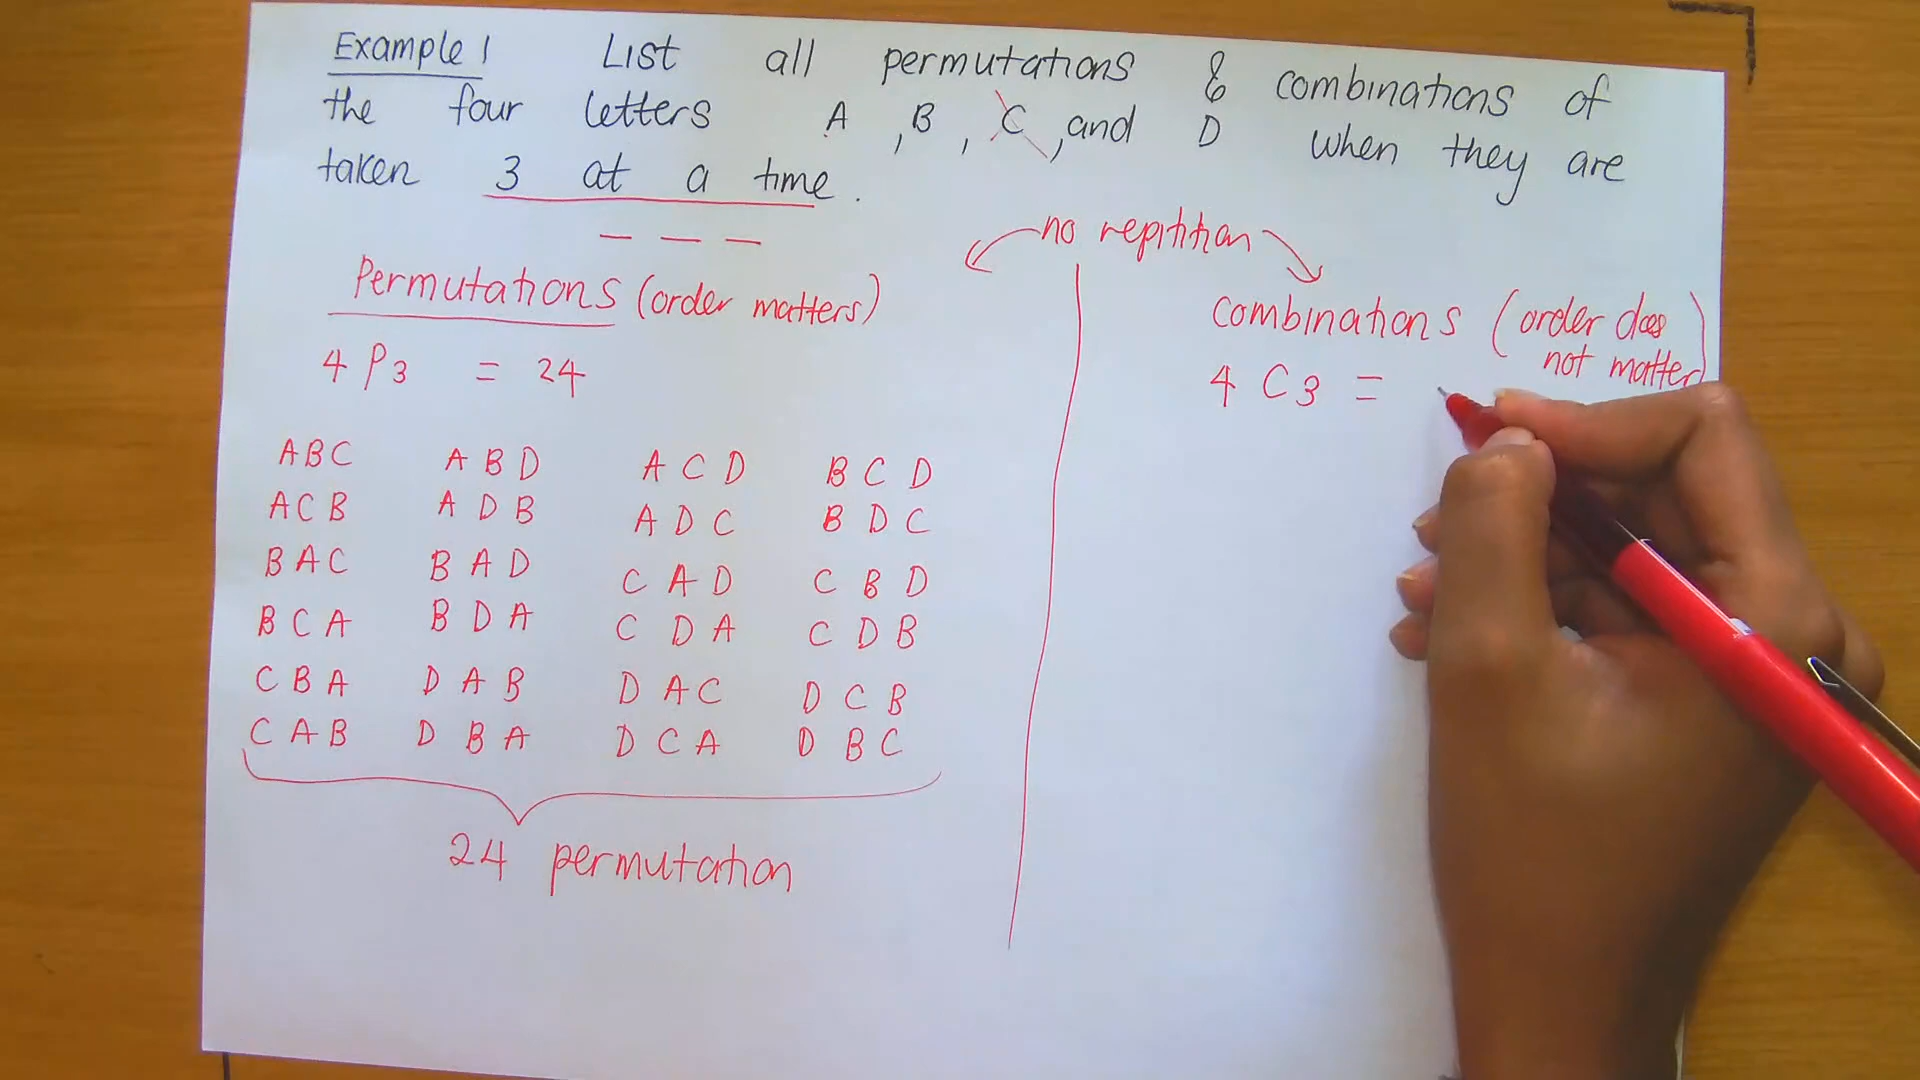 Example 1 List all permutations & combinations of
the four letters A , B , C , and D when they are
taken 3 at a time .
no repitition
Permutations (order matters)
4 P 3 = 24
ABC ABD ACD BCD
ACB ADB ADC BDC
BAC BAD CAD CBD
BCA BDA CDA CDB
CBA DAB DAC DCB
CAB DBA DCA DBC
24 permutation
Combinations (order does
not matter)
4 C 3 =